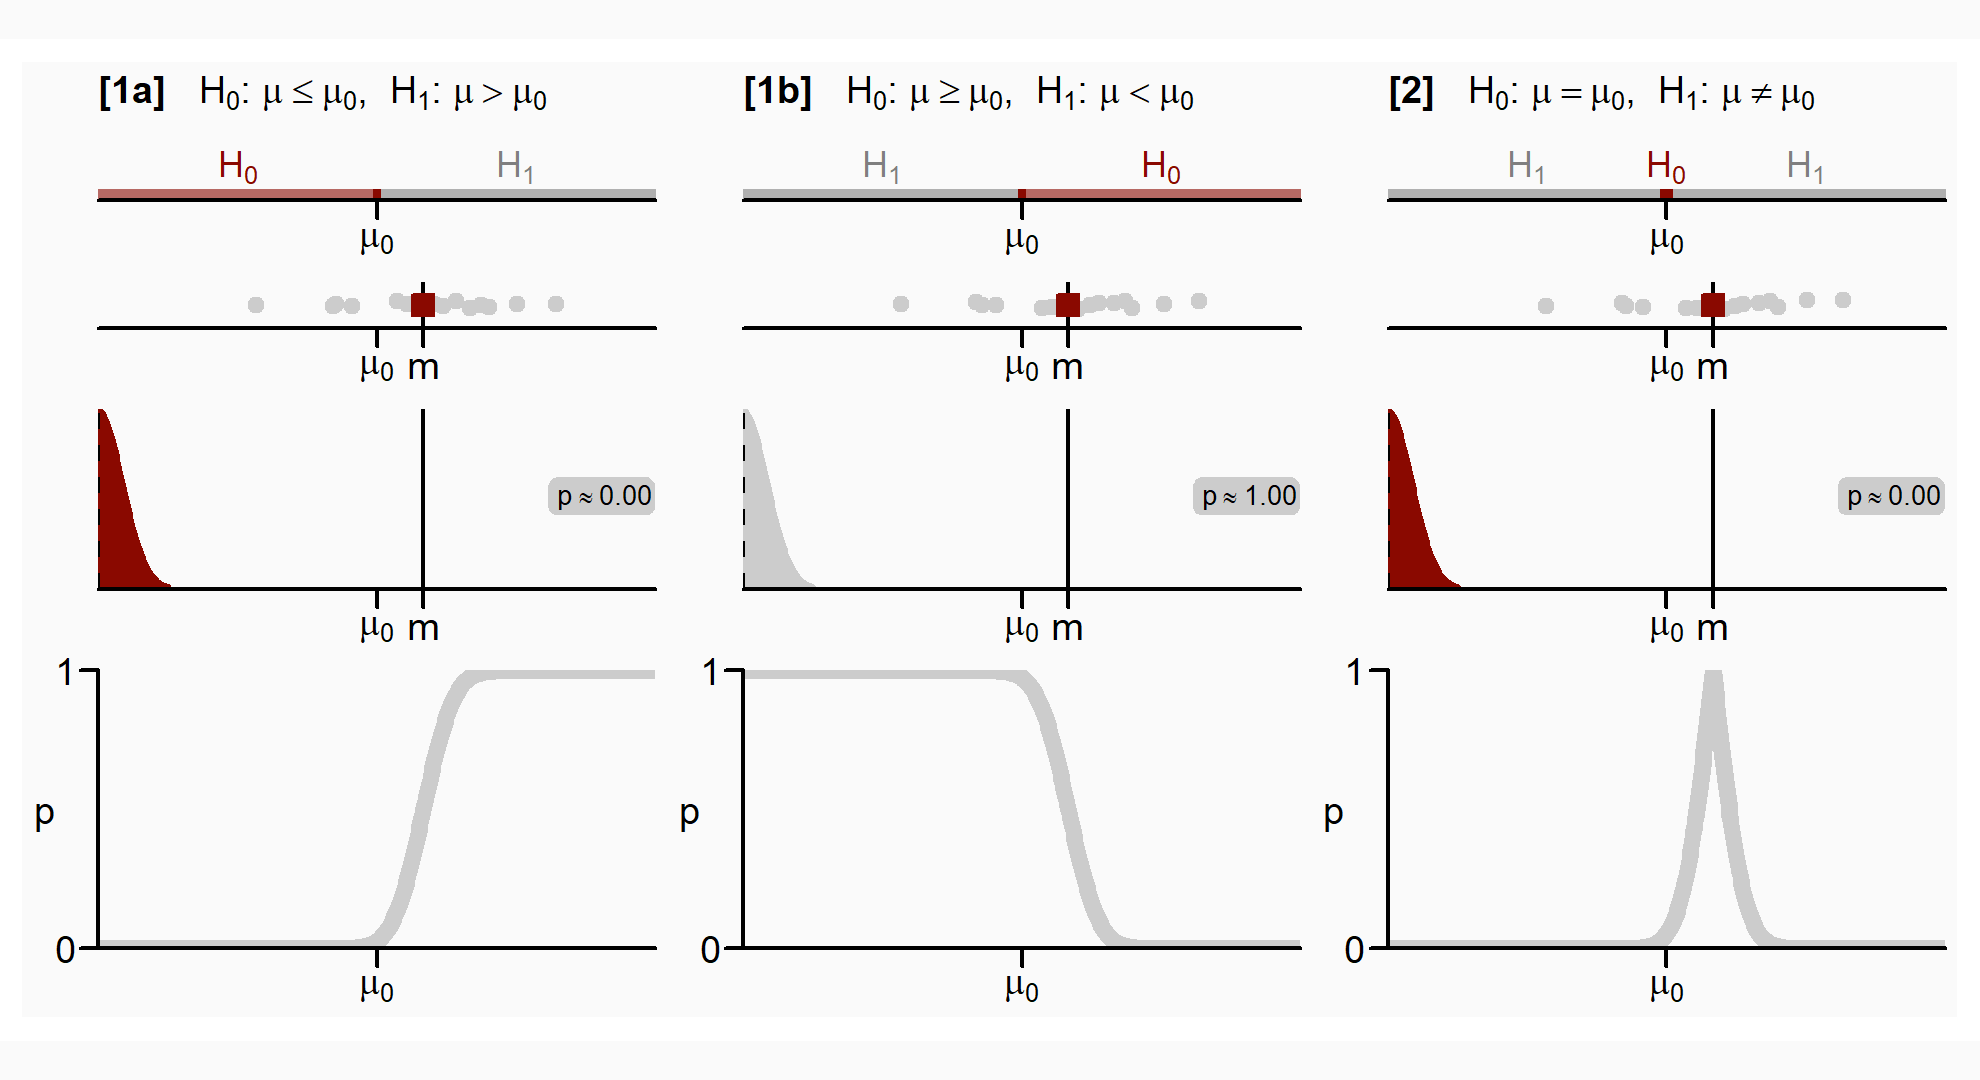 [1a] H₀: μ ≤ μ₀, H₁: μ > μ₀
H₀ H₁
μ₀
μ₀ m
p ≈ 0.00
μ₀ m
1
p
0
μ₀
[1b] H₀: μ ≥ μ₀, H₁: μ < μ₀
H₁ H₀
μ₀
μ₀ m
p ≈ 1.00
μ₀ m
1
p
0
μ₀
[2] H₀: μ = μ₀, H₁: μ ≠ μ₀
H₁ H₀ H₁
μ₀
μ₀ m
p ≈ 0.00
μ₀ m
1
p
0
μ₀